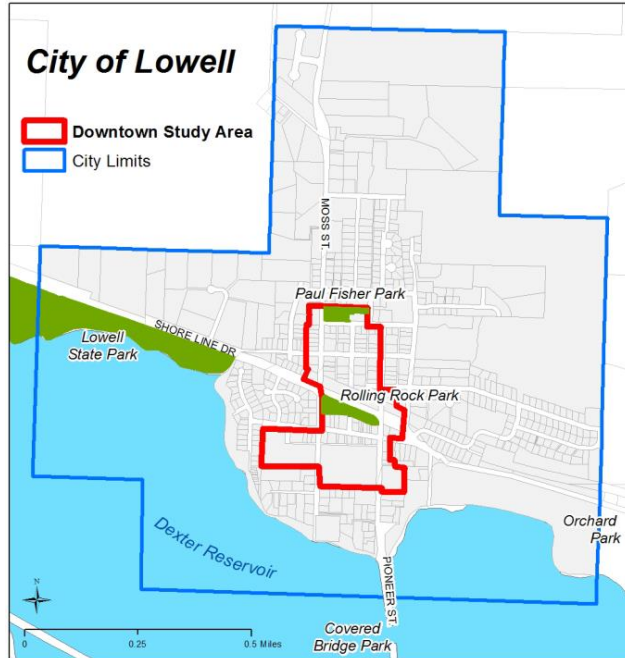 City of Lowell
Downtown Study Area
City Limits
MOSS ST.
Paul Fisher Park
SHORE LINE DR
Lowell
State Park
Rolling Rock Park
Orchard
Park
Dexter Reservoir
PIONEER ST.
Covered
Bridge Park
N
0 0.25 0.5 Miles